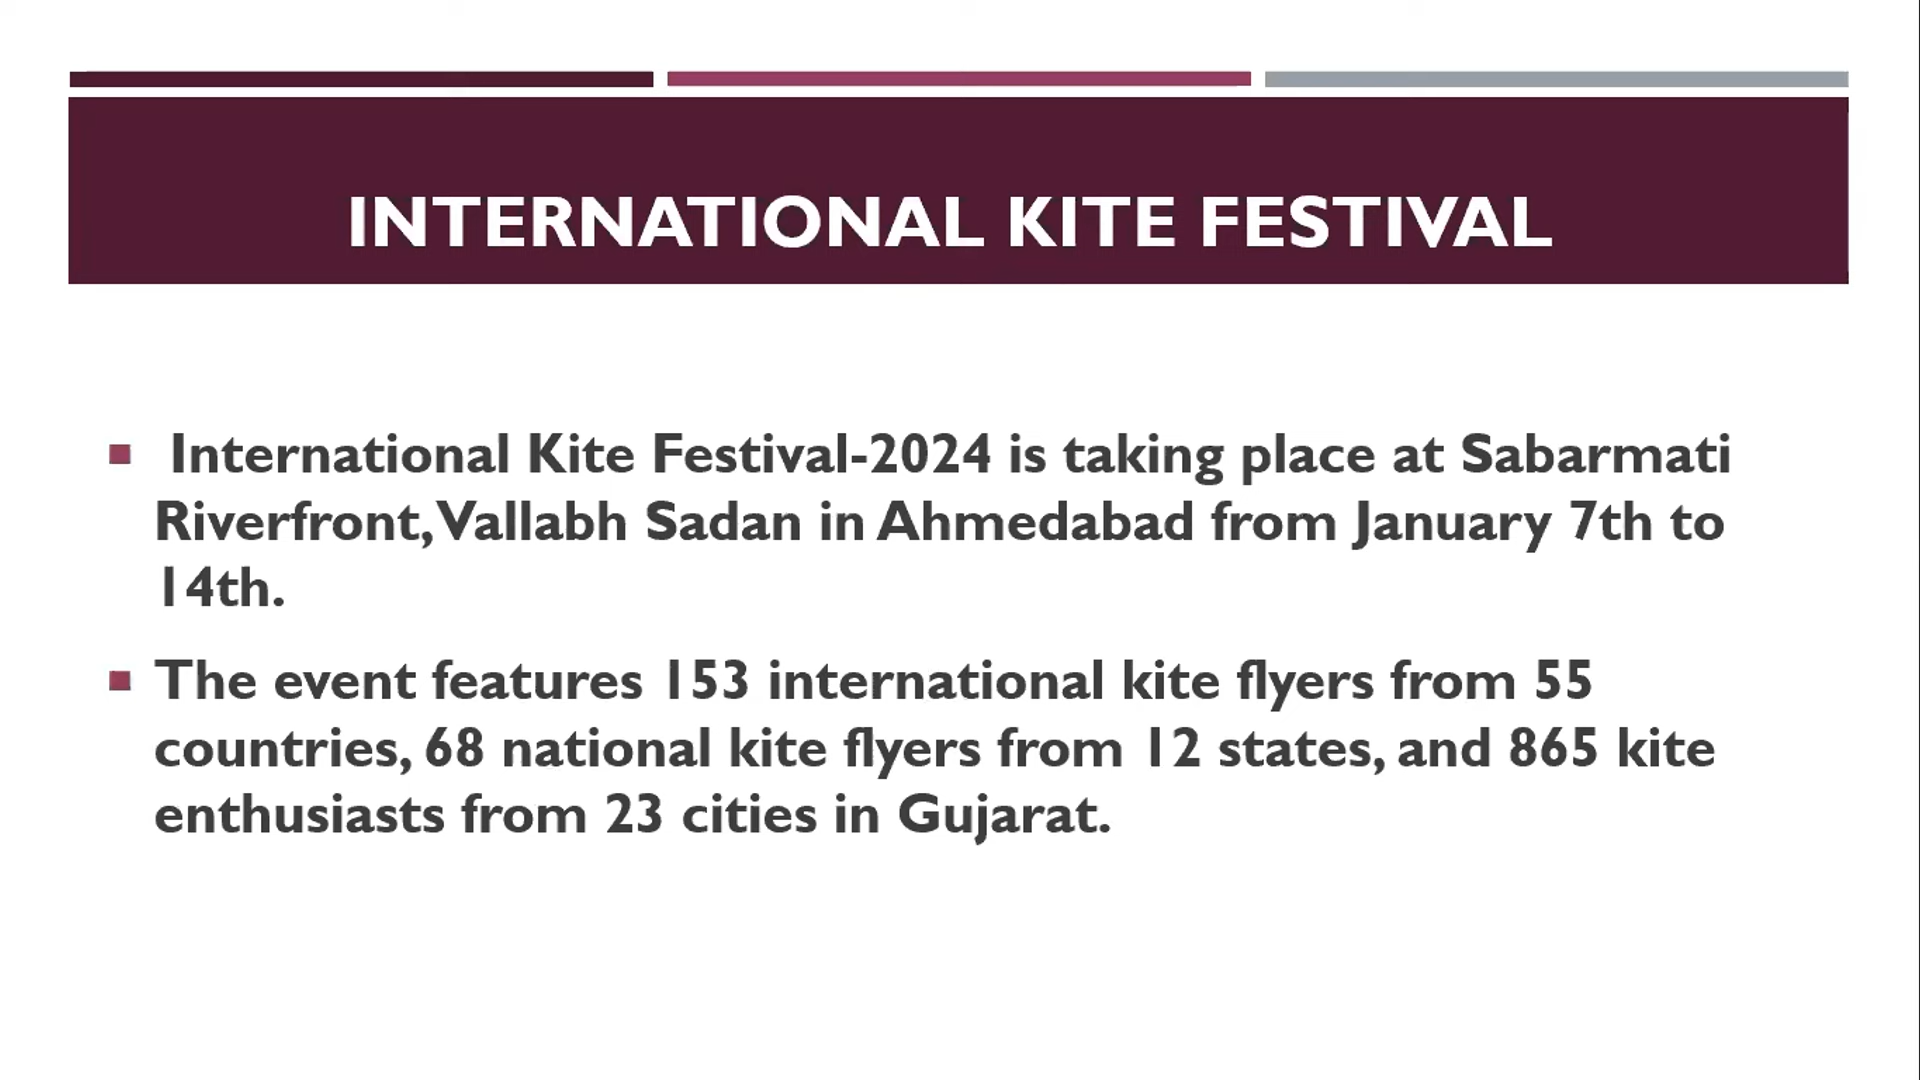 INTERNATIONAL KITE FESTIVAL
International Kite Festival-2024 is taking place at Sabarmati
Riverfront, Vallabh Sadan in Ahmedabad from January 7th to
14th.
The event features 153 international kite flyers from 55
countries, 68 national kite flyers from 12 states, and 865 kite
enthusiasts from 23 cities in Gujarat.